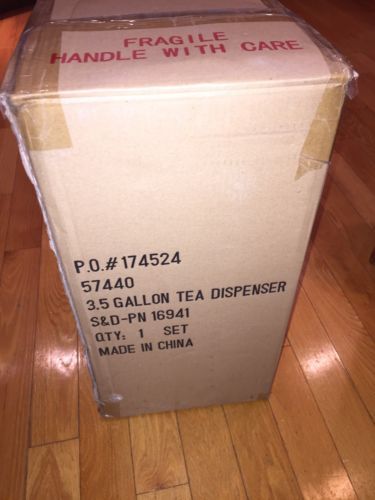 FRAGILE
HANDLE WITH CARE
P.O.# 174524
57440
3.5 GALLON TEA DISPENSER
S&D-PN 16941
QTY: 1 SET
MADE IN CHINA